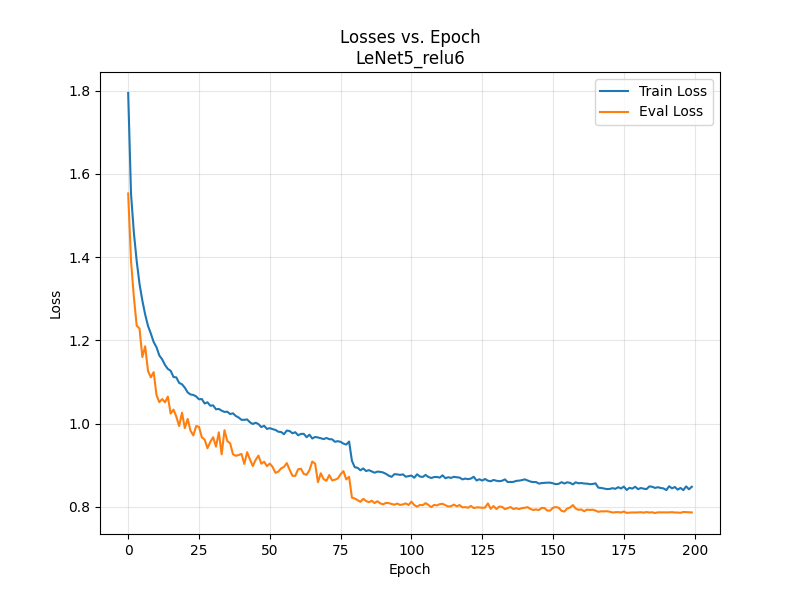 Losses vs. Epoch
LeNet5_relu6
Train Loss
Eval Loss
1.8
1.6
1.4
1.2
1.0
0.8
Loss
0 25 50 75 100 125 150 175 200
Epoch